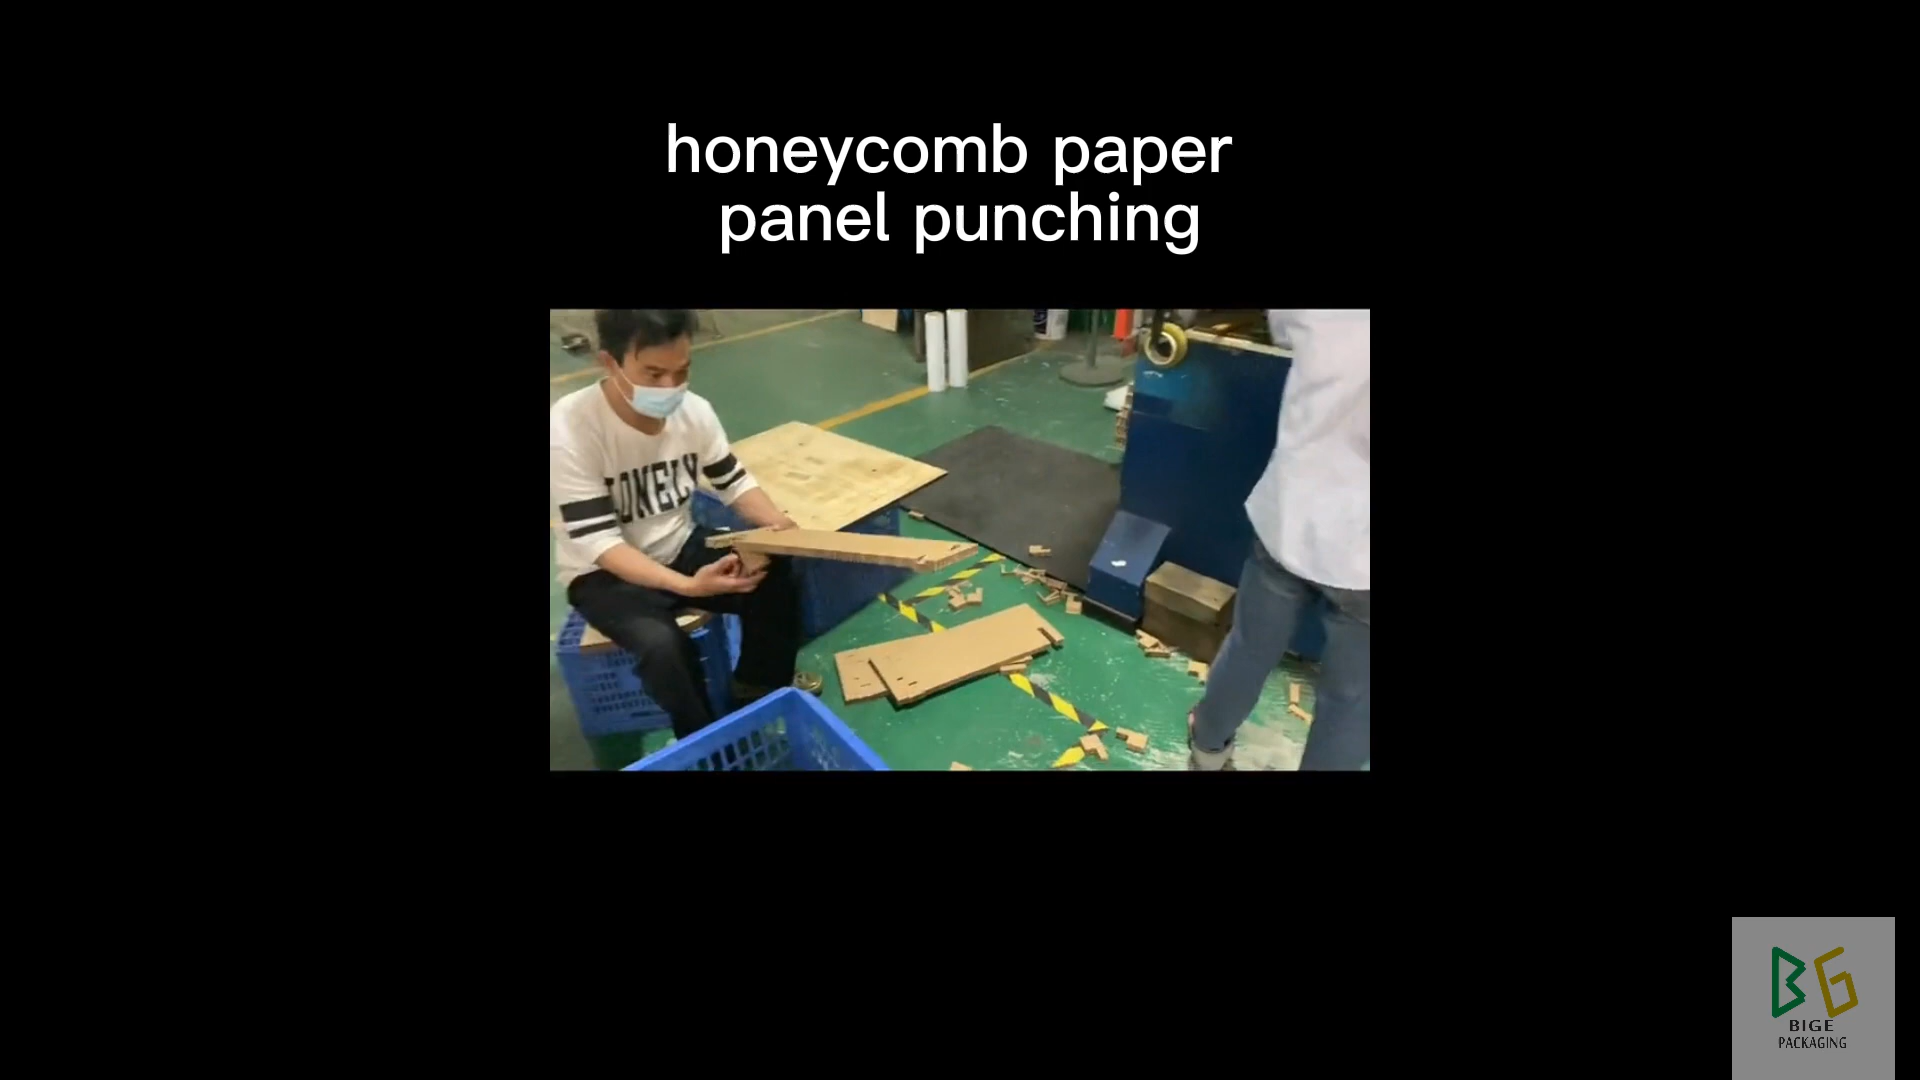 honeycomb paper
panel punching
LONELY
BIGE
PACKAGING